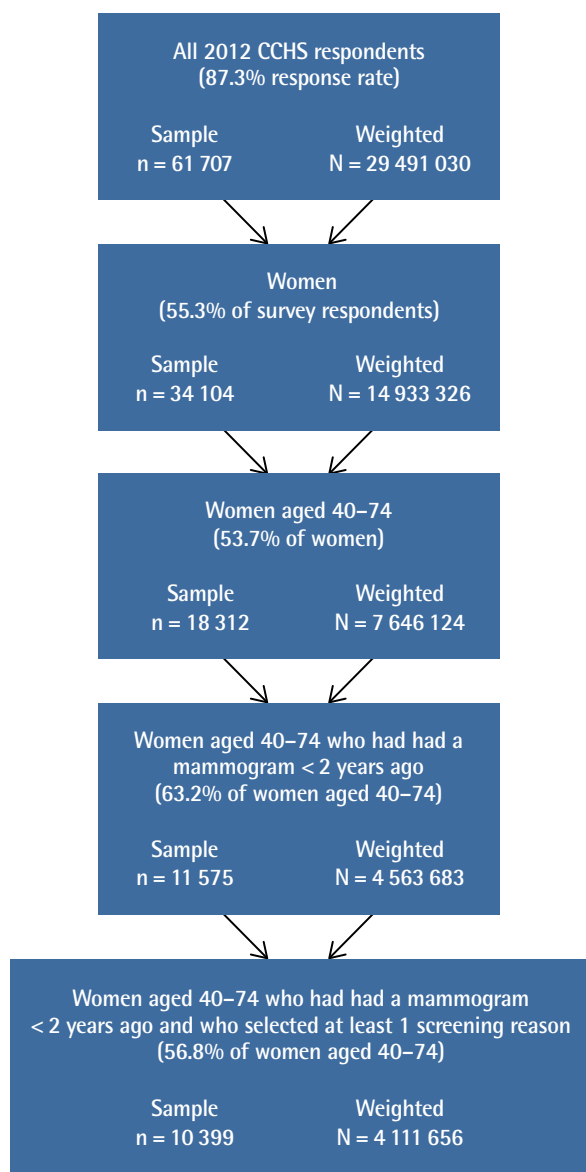 All 2012 CCHS respondents
(87.3% response rate)
Sample Weighted
n = 61 707 N = 29 491 030
Women
(55.3% of survey respondents)
Sample Weighted
n = 34 104 N = 14 933 326
Women aged 40–74
(53.7% of women)
Sample Weighted
n = 18 312 N = 7 646 124
Women aged 40–74 who had had a
mammogram < 2 years ago
(63.2% of women aged 40–74)
Sample Weighted
n = 11 575 N = 4 563 683
Women aged 40–74 who had had a mammogram
< 2 years ago and who selected at least 1 screening reason
(56.8% of women aged 40–74)
Sample Weighted
n = 10 399 N = 4 111 656